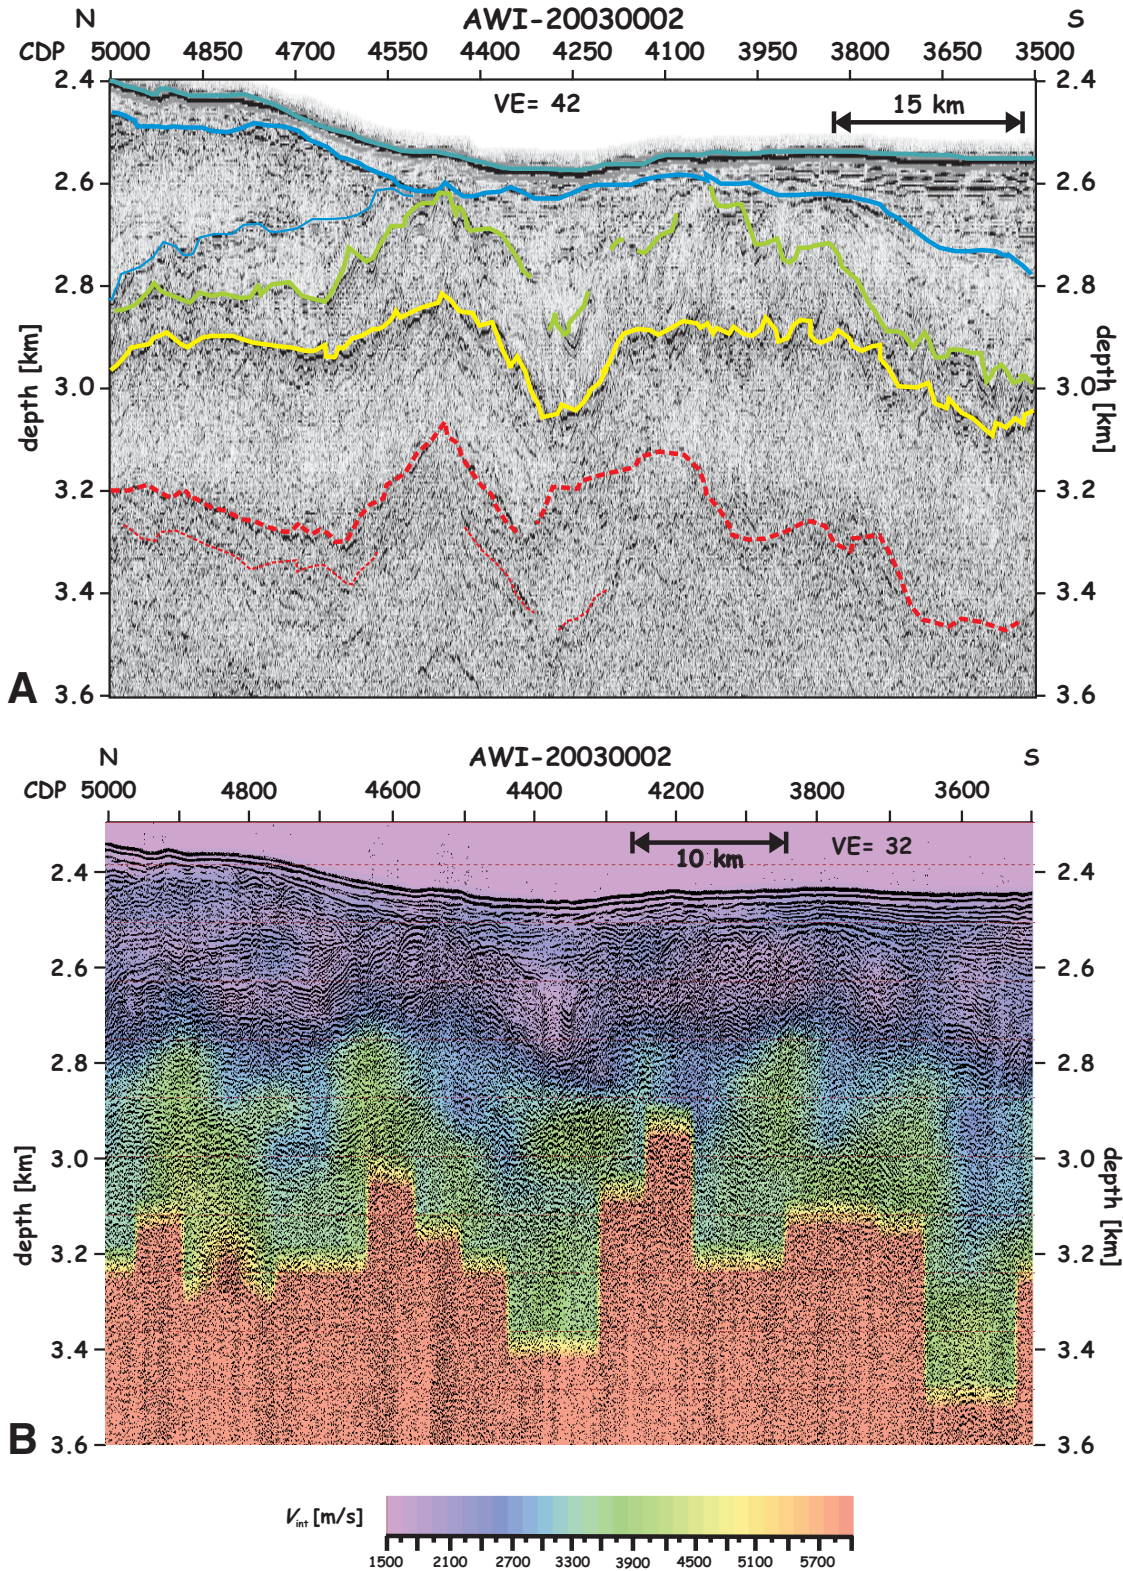 N AWI-20030002 S
CDP 5000 4850 4700 4550 4400 4250 4100 3950 3800 3650 3500
2.4 VE= 42 15 km 2.4
2.6 2.6
2.8 2.8
depth [km] 3.0 3.0 depth [km]
3.2 3.2
3.4 3.4
A 3.6 3.6
N AWI-20030002 S
CDP 5000 4800 4600 4400 4200 3800 3600
10 km VE= 32
2.4 2.4
2.6 2.6
2.8 2.8
depth [km] 3.0 3.0 depth [km]
3.2 3.2
3.4 3.4
B 3.6 3.6
Vint [m/s]
1500 2100 2700 3300 3900 4500 5100 5700